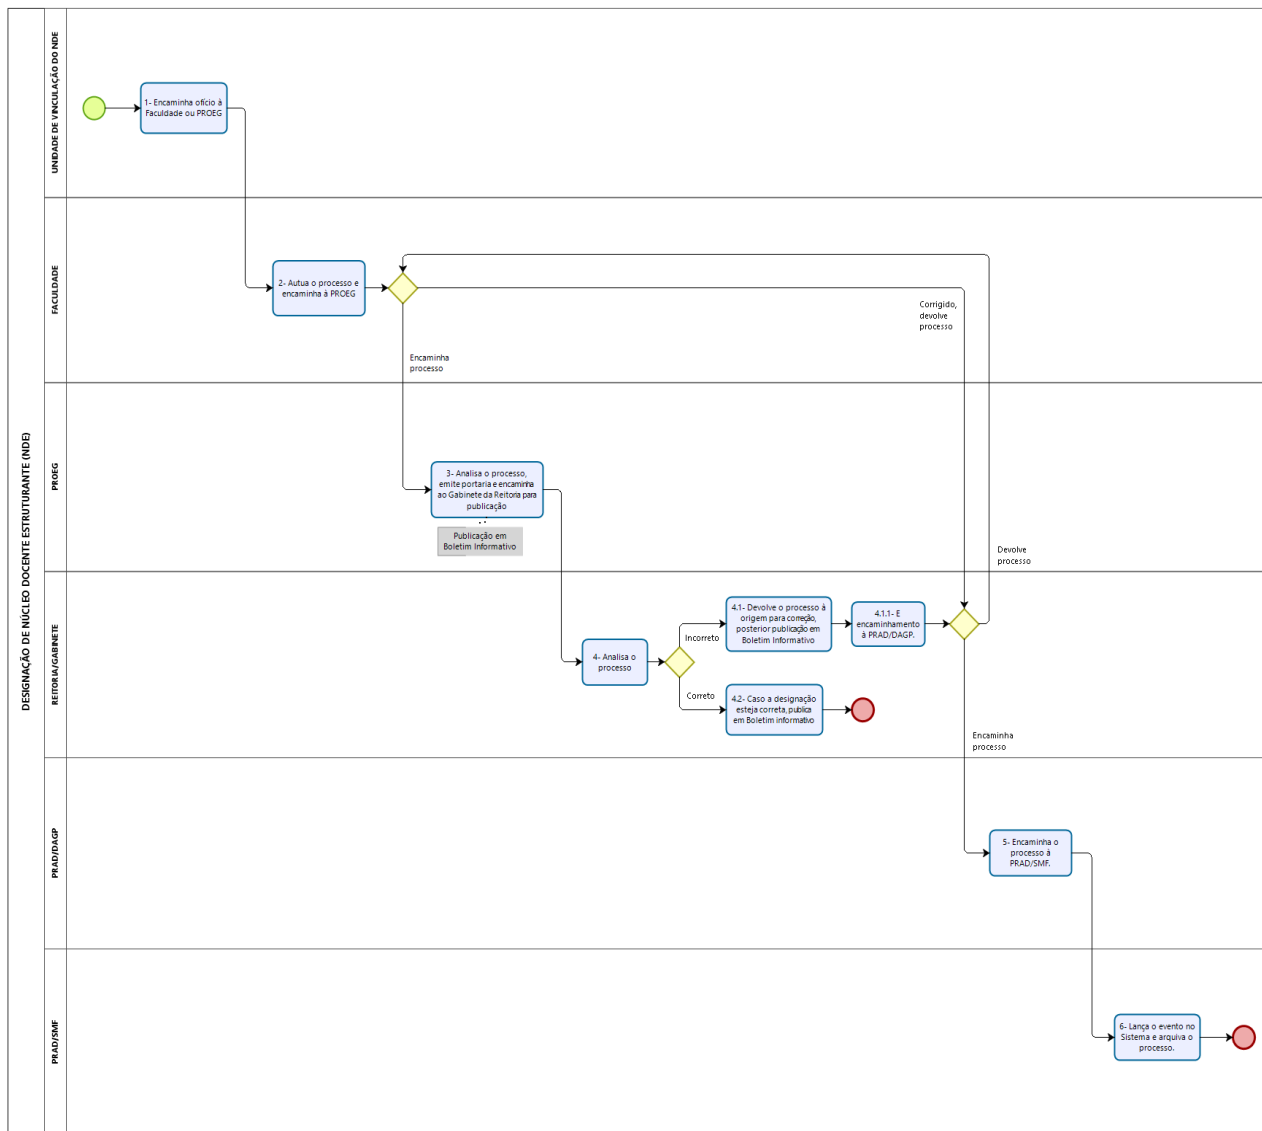 DESIGNAÇÃO DE NÚCLEO DOCENTE ESTRUTURANTE (NDE)
UNIDADE DE VINCULAÇÃO DO NDE
1- Encaminha ofício à
Faculdade ou PROEG
FACULDADE
2- Autua o processo e
encaminha à PROEG
Corrigido,
devolve
processo
Encaminha
processo
PROEG
3- Analisa o processo,
emite portaria e encaminha
ao Gabinete da Reitoria para
publicação
Publicação em
Boletim Informativo
Devolve
processo
REITORIA/GABINETE
4- Analisa o
processo
Incorreto
4.1- Devolve o processo à
origem para correção,
posterior publicação em
Boletim Informativo
4.1.1- E
encaminhamento
à PRAD/DAGP.
Correto
4.2- Caso a designação
esteja correta, publica
em Boletim informativo
Encaminha
processo
PRAD/DAGP
5- Encaminha o
processo à
PRAD/SMF.
PRAD/SMF
6- Lança o evento no
Sistema e arquiva o
processo.